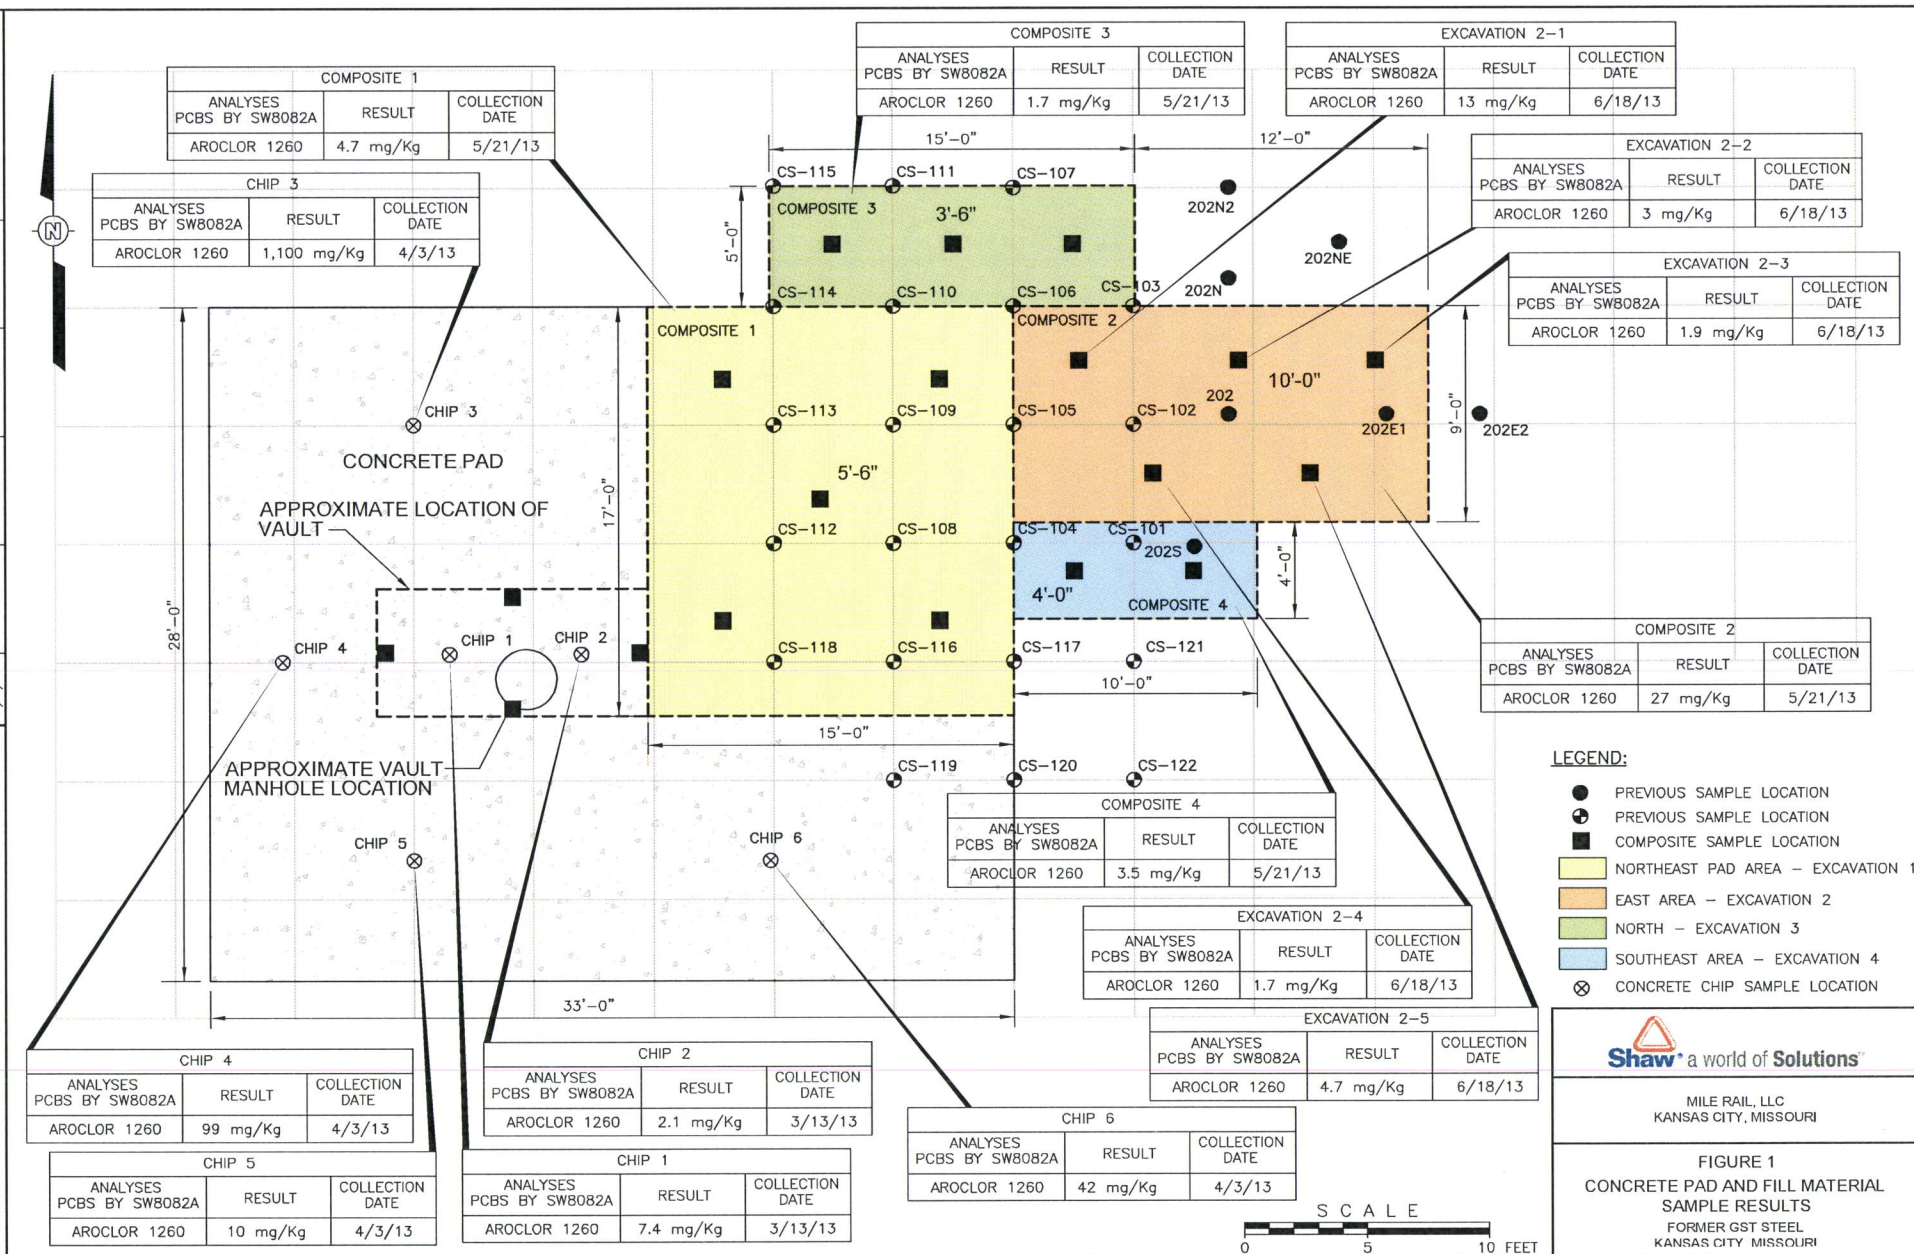 COMPOSITE 3
ANALYSES PCBS BY SW8082A RESULT COLLECTION DATE
AROCLOR 1260 1.7 mg/Kg 5/21/13
EXCAVATION 2-1
ANALYSES PCBS BY SW8082A RESULT COLLECTION DATE
AROCLOR 1260 13 mg/Kg 6/18/13
COMPOSITE 1
ANALYSES PCBS BY SW8082A RESULT COLLECTION DATE
AROCLOR 1260 4.7 mg/Kg 5/21/13
EXCAVATION 2-2
ANALYSES PCBS BY SW8082A RESULT COLLECTION DATE
AROCLOR 1260 3 mg/Kg 6/18/13
CHIP 3
ANALYSES PCBS BY SW8082A RESULT COLLECTION DATE
AROCLOR 1260 1,100 mg/Kg 4/3/13
EXCAVATION 2-3
ANALYSES PCBS BY SW8082A RESULT COLLECTION DATE
AROCLOR 1260 1.9 mg/Kg 6/18/13
N
15'-0"
12'-0"
CS-115
CS-111
CS-107
COMPOSITE 3
3'-6"
5'-0"
202N2
202NE
202N
CS-114
CS-110
CS-106
CS-103
COMPOSITE 1
COMPOSITE 2
10'-0"
202
CHIP 3
CS-113
CS-109
CS-105
CS-102
202E1
202E2
9'-0"
CONCRETE PAD
5'-6"
17'-0"
APPROXIMATE LOCATION OF
VAULT
CS-112
CS-108
CS-104
CS-101
202S
4'-0"
4'-0"
COMPOSITE 4
28'-0"
CHIP 4
CHIP 1
CHIP 2
CS-118
CS-116
CS-117
CS-121
10'-0"
15'-0"
APPROXIMATE VAULT
MANHOLE LOCATION
CS-119
CS-120
CS-122
CHIP 5
CHIP 6
33'-0"
COMPOSITE 2
ANALYSES PCBS BY SW8082A RESULT COLLECTION DATE
AROCLOR 1260 27 mg/Kg 5/21/13
COMPOSITE 4
ANALYSES PCBS BY SW8082A RESULT COLLECTION DATE
AROCLOR 1260 3.5 mg/Kg 5/21/13
EXCAVATION 2-4
ANALYSES PCBS BY SW8082A RESULT COLLECTION DATE
AROCLOR 1260 1.7 mg/Kg 6/18/13
EXCAVATION 2-5
ANALYSES PCBS BY SW8082A RESULT COLLECTION DATE
AROCLOR 1260 4.7 mg/Kg 6/18/13
CHIP 4
ANALYSES PCBS BY SW8082A RESULT COLLECTION DATE
AROCLOR 1260 99 mg/Kg 4/3/13
CHIP 2
ANALYSES PCBS BY SW8082A RESULT COLLECTION DATE
AROCLOR 1260 2.1 mg/Kg 3/13/13
CHIP 6
ANALYSES PCBS BY SW8082A RESULT COLLECTION DATE
AROCLOR 1260 42 mg/Kg 4/3/13
CHIP 5
ANALYSES PCBS BY SW8082A RESULT COLLECTION DATE
AROCLOR 1260 10 mg/Kg 4/3/13
CHIP 1
ANALYSES PCBS BY SW8082A RESULT COLLECTION DATE
AROCLOR 1260 7.4 mg/Kg 3/13/13
LEGEND:
PREVIOUS SAMPLE LOCATION
PREVIOUS SAMPLE LOCATION
COMPOSITE SAMPLE LOCATION
NORTHEAST PAD AREA - EXCAVATION 1
EAST AREA - EXCAVATION 2
NORTH - EXCAVATION 3
SOUTHEAST AREA - EXCAVATION 4
CONCRETE CHIP SAMPLE LOCATION
SCALE
0 5 10 FEET
Shaw a world of Solutions™
MILE RAIL, LLC
KANSAS CITY, MISSOURI
FIGURE 1
CONCRETE PAD AND FILL MATERIAL
SAMPLE RESULTS
FORMER GST STEEL
KANSAS CITY MISSOURI